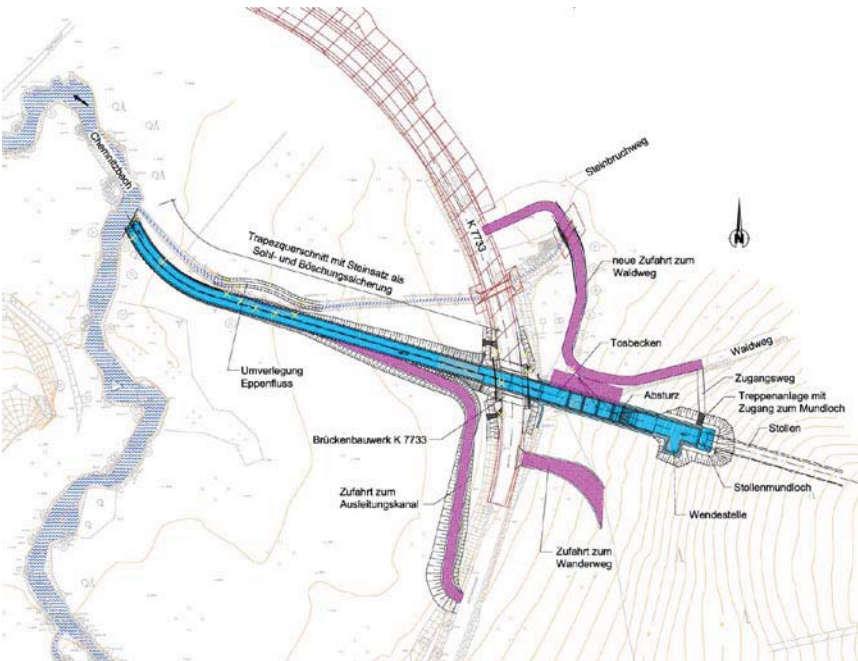 Chemnitzbach
Trapezquerschnitt mit Steinsatz als
Sohl- und Böschungssicherung
K 7733
Steinbruchweg
N
neue Zufahrt zum
Waldweg
Waldweg
Tosbecken
Zugangsweg
Absturz
Treppenanlage mit
Zugang zum Mundloch
Stollen
Umverlegung
Eppenfluss
Brückenbauwerk K 7733
Stollenmundloch
Zufahrt zum
Ausleitungskanal
Wendestelle
Zufahrt zum
Wanderweg